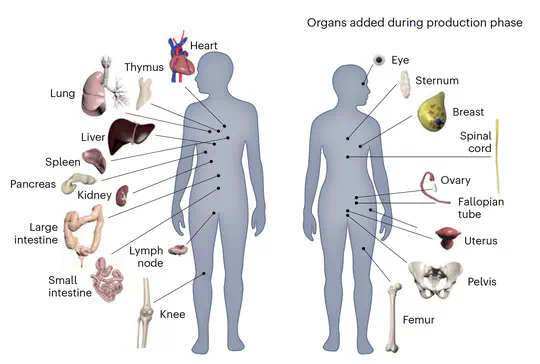 Organs added during production phase
Heart
Thymus
Lung
Liver
Spleen
Pancreas
Kidney
Large
intestine
Lymph
node
Small
intestine
Knee
Eye
Sternum
Breast
Spinal
cord
Ovary
Fallopian
tube
Uterus
Pelvis
Femur